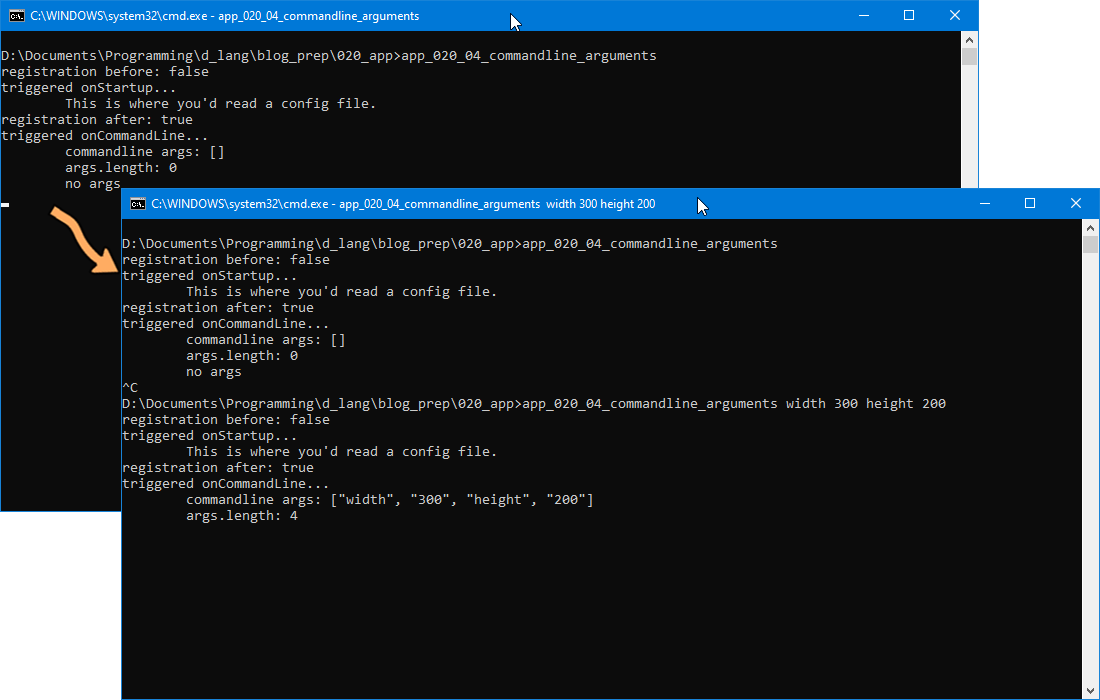 C:\WINDOWS\system32\cmd.exe - app_020_04_commandline_arguments
D:\Documents\Programming\d_lang\blog_prep\020_app>app_020_04_commandline_arguments
registration before: false
triggered onStartup...
This is where you'd read a config file.
registration after: true
triggered onCommandLine...
commandline args: []
args.length: 0
no args
C:\WINDOWS\system32\cmd.exe - app_020_04_commandline_arguments  width 300 height 200
D:\Documents\Programming\d_lang\blog_prep\020_app>app_020_04_commandline_arguments
registration before: false
triggered onStartup...
This is where you'd read a config file.
registration after: true
triggered onCommandLine...
commandline args: []
args.length: 0
no args
^C
D:\Documents\Programming\d_lang\blog_prep\020_app>app_020_04_commandline_arguments width 300 height 200
registration before: false
triggered onStartup...
This is where you'd read a config file.
registration after: true
triggered onCommandLine...
commandline args: ["width", "300", "height", "200"]
args.length: 4